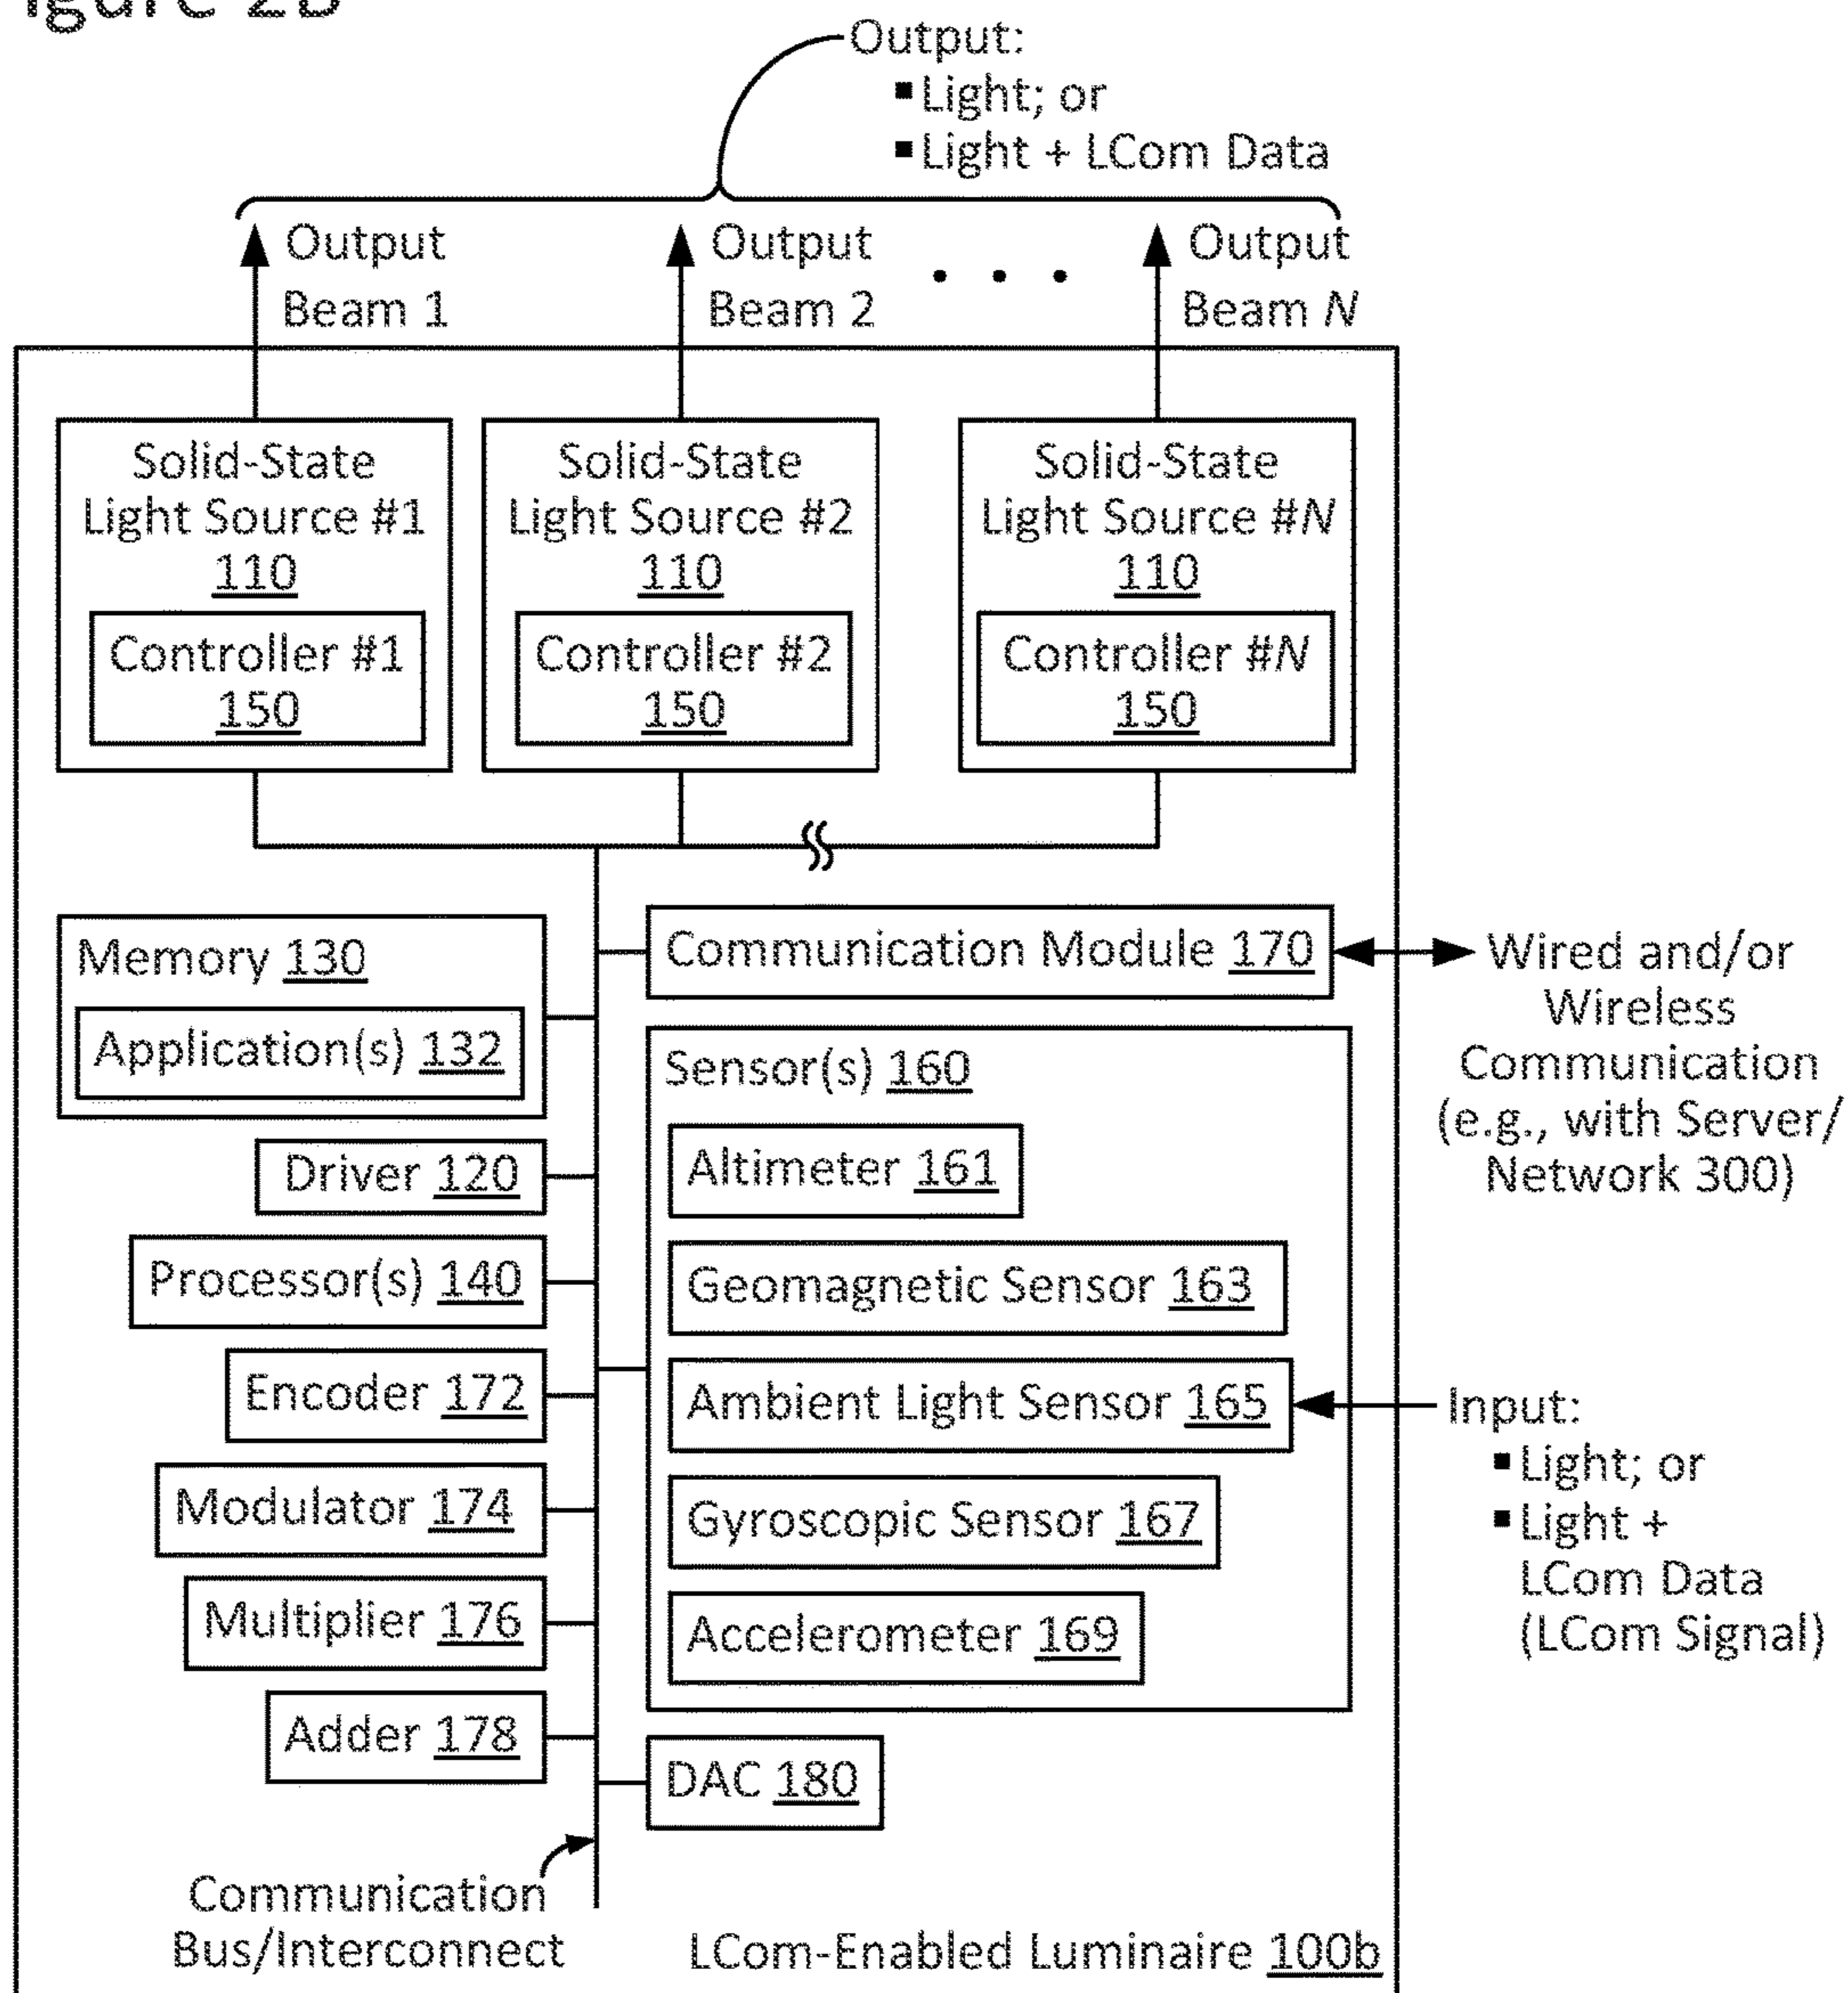 Figure 2B
Output:
▪ Light; or
▪ Light + LCom Data
Output
Beam 1
Output
Beam 2
. . .
Output
Beam N
Solid-State
Light Source #1
110
Controller #1
150
Solid-State
Light Source #2
110
Controller #2
150
Solid-State
Light Source #N
110
Controller #N
150
Memory 130
Application(s) 132
Driver 120
Processor(s) 140
Encoder 172
Modulator 174
Multiplier 176
Adder 178
Communication
Bus/Interconnect
Communication Module 170
Sensor(s) 160
Altimeter 161
Geomagnetic Sensor 163
Ambient Light Sensor 165
Gyroscopic Sensor 167
Accelerometer 169
DAC 180
LCom-Enabled Luminaire 100b
Wired and/or
Wireless
Communication
(e.g., with Server/
Network 300)
Input:
▪ Light; or
▪ Light +
LCom Data
(LCom Signal)